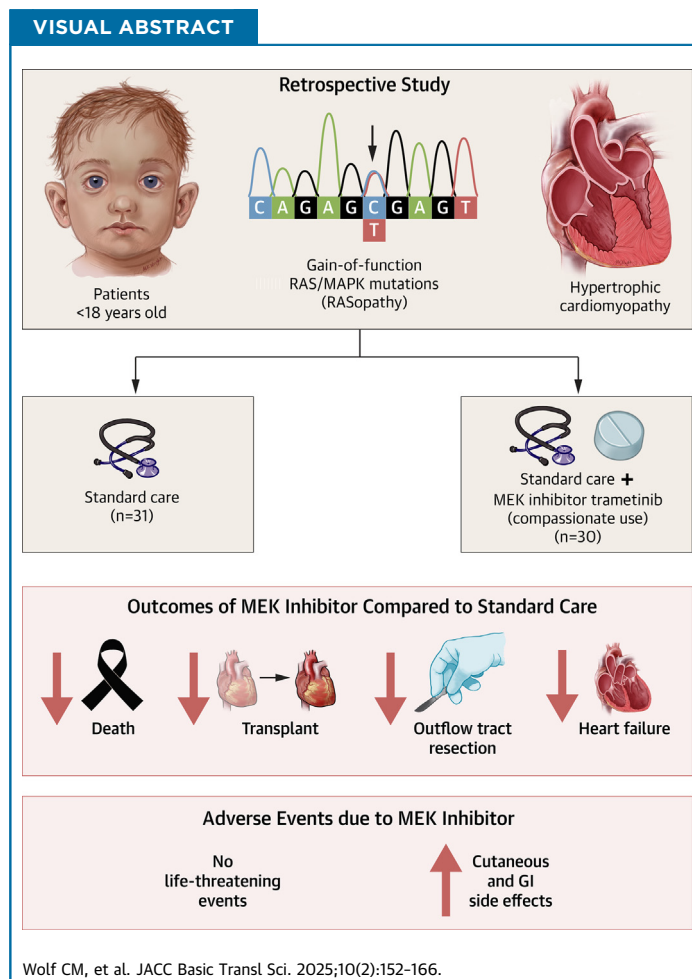 VISUAL ABSTRACT
Retrospective Study
C A G A G C G A G T
T
Patients
<18 years old
Gain-of-function
RAS/MAPK mutations
(RASopathy)
Hypertrophic
cardiomyopathy
Standard care
(n=31)
Standard care +
MEK inhibitor trametinib
(compassionate use)
(n=30)
Outcomes of MEK Inhibitor Compared to Standard Care
Death
Transplant
Outflow tract
resection
Heart failure
Adverse Events due to MEK Inhibitor
No
life-threatening
events
Cutaneous
and GI
side effects
Wolf CM, et al. JACC Basic Transl Sci. 2025;10(2):152-166.